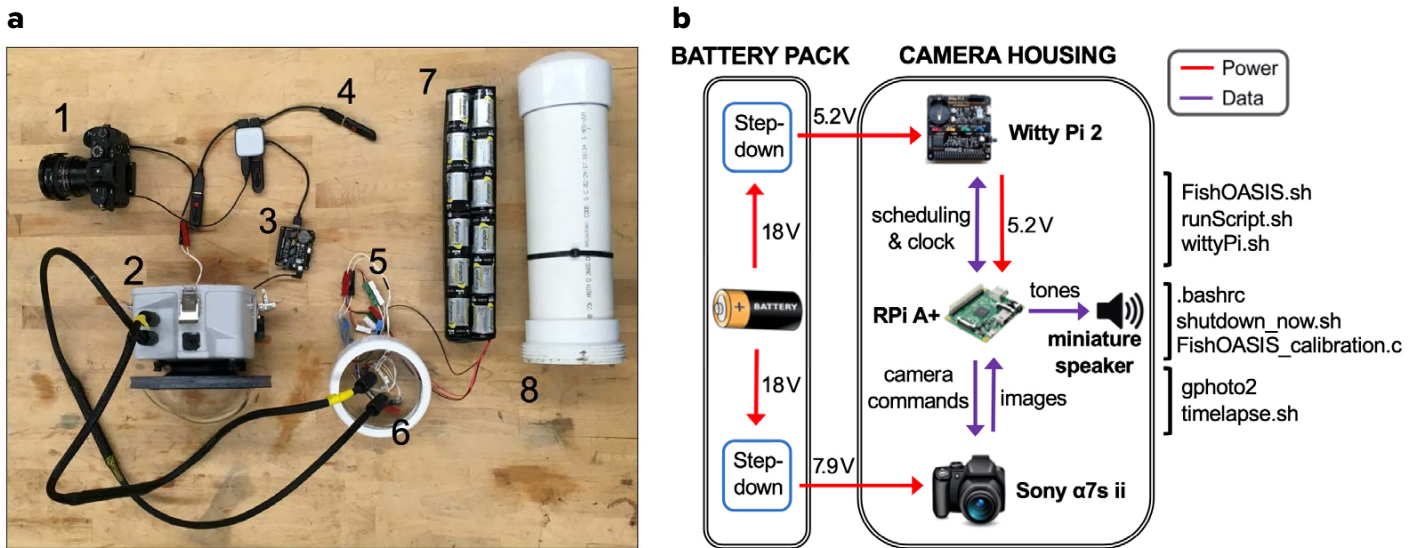 a
1
2
3
4
5
6
7
8
b
BATTERY PACK
CAMERA HOUSING
Power
Data
Step-
down
5.2V
Witty Pi 2
18V
scheduling
& clock
5.2V
FishOASIS.sh
runScript.sh
wittyPi.sh
BATTERY
RPi A+
tones
miniature
speaker
.bashrc
shutdown_now.sh
FishOASIS_calibration.c
18V
camera
commands
images
gphoto2
timelapse.sh
Step-
down
7.9V
Sony α7s ii